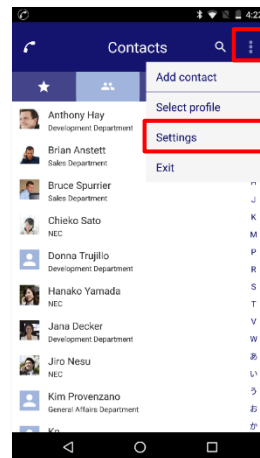 4:22
Contacts
Add contact
Select profile
Settings
Exit
Anthony Hay
Development Department
Brian Anstett
Sales Department
Bruce Spurrier
Sales Department
Chieko Sato
NEC
Donna Trujillo
Development Department
Hanako Yamada
NEC
Jana Decker
Development Department
Jiro Nesu
NEC
Kim Provenzano
General Affairs Department
H
J
K
M
P
R
S
T
V
W
あ
い
う
お
か